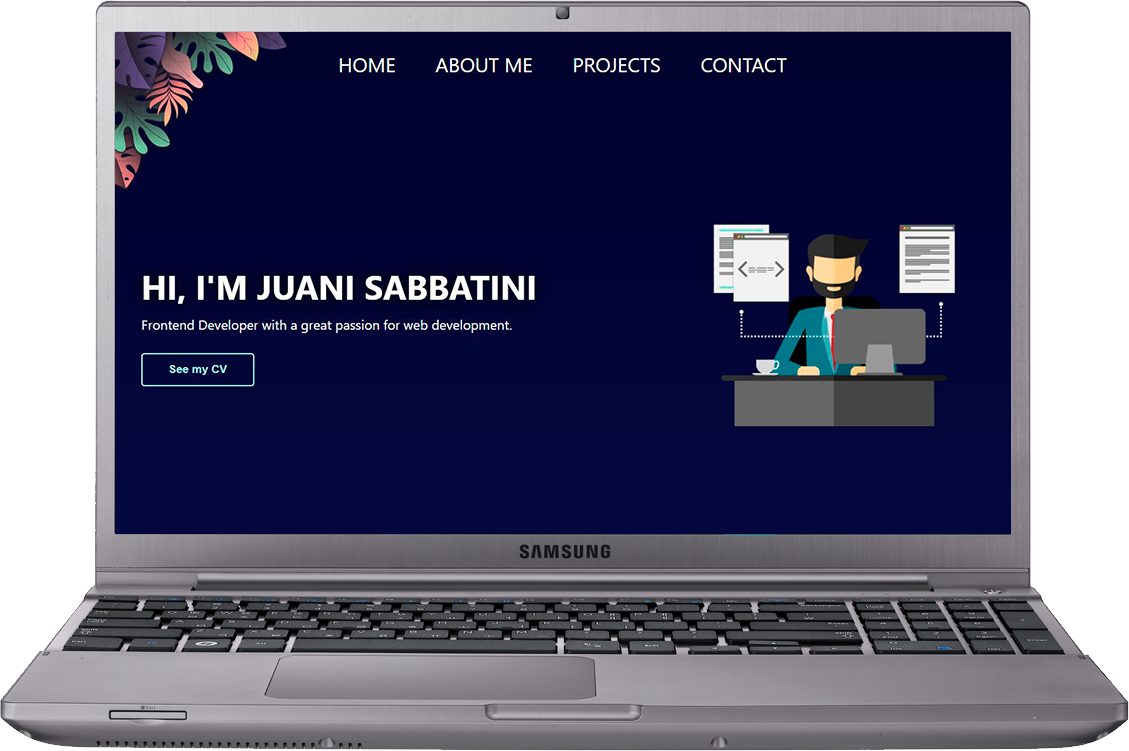 HOME ABOUT ME PROJECTS CONTACT
HI, I'M JUANI SABBATINI
Frontend Developer with a great passion for web development.
See my CV
SAMSUNG